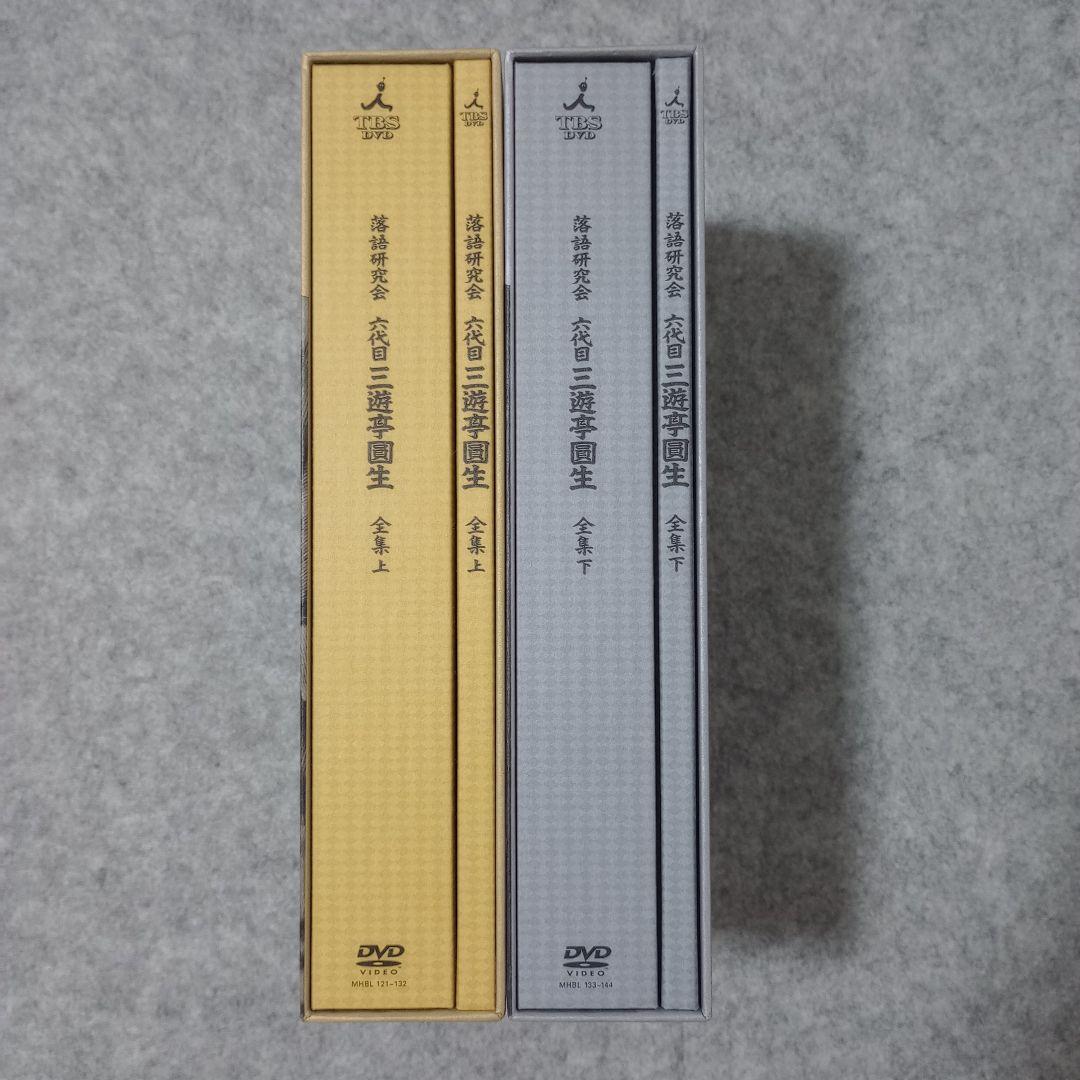 TBS
DVD
落語研究会 六代目 三遊亭圓生 全集 上
DVD
VIDEO
MHBL 121-132
TBS
DVD
落語研究会 六代目 三遊亭圓生 全集 上
TBS
DVD
落語研究会 六代目 三遊亭圓生 全集 下
DVD
VIDEO
MHBL 133-144
TBS
DVD
落語研究会 六代目 三遊亭圓生 全集 下